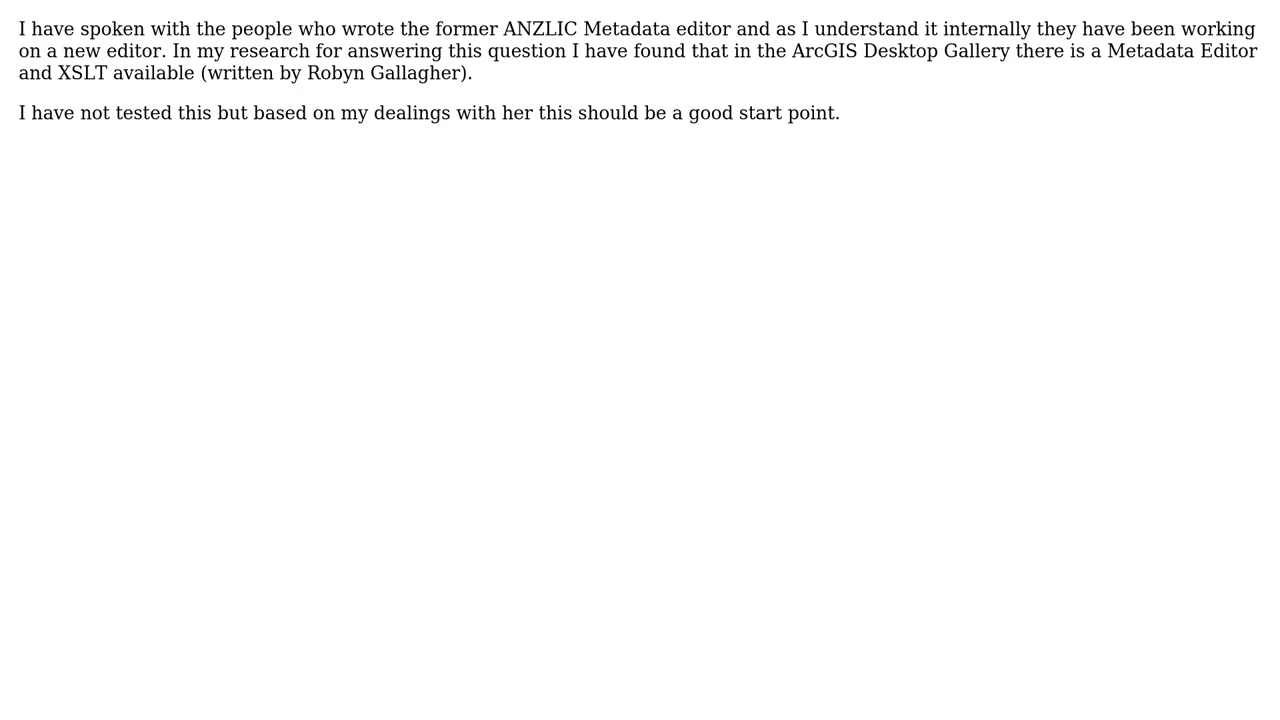 I have spoken with the people who wrote the former ANZLIC Metadata editor and as I understand it internally they have been working
on a new editor. In my research for answering this question I have found that in the ArcGIS Desktop Gallery there is a Metadata Editor
and XSLT available (written by Robyn Gallagher).
I have not tested this but based on my dealings with her this should be a good start point.